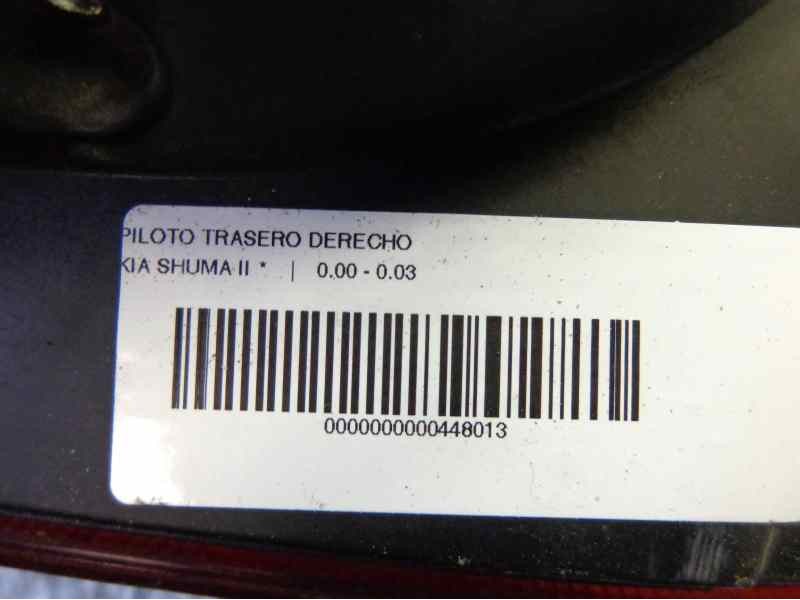 PILOTO TRASERO DERECHO
KIA SHUMA II * | 0.00 - 0.03
0000000000448013